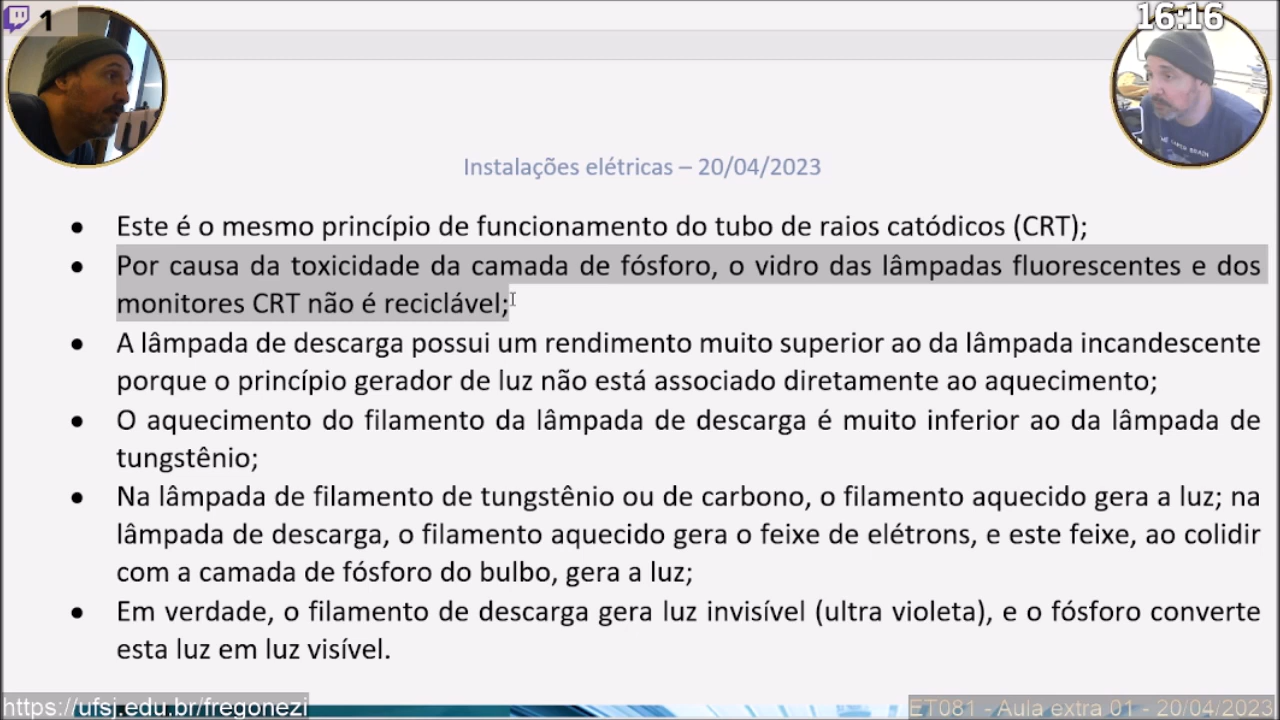 1
16:16
Instalações elétricas – 20/04/2023
• Este é o mesmo princípio de funcionamento do tubo de raios catódicos (CRT);
• Por causa da toxicidade da camada de fósforo, o vidro das lâmpadas fluorescentes e dos
monitores CRT não é reciclável;
• A lâmpada de descarga possui um rendimento muito superior ao da lâmpada incandescente
porque o princípio gerador de luz não está associado diretamente ao aquecimento;
• O aquecimento do filamento da lâmpada de descarga é muito inferior ao da lâmpada de
tungstênio;
• Na lâmpada de filamento de tungstênio ou de carbono, o filamento aquecido gera a luz; na
lâmpada de descarga, o filamento aquecido gera o feixe de elétrons, e este feixe, ao colidir
com a camada de fósforo do bulbo, gera a luz;
• Em verdade, o filamento de descarga gera luz invisível (ultra violeta), e o fósforo converte
esta luz em luz visível.
https://ufsj.edu.br/fregonezi
ET081 - Aula extra 01 - 20/04/2023